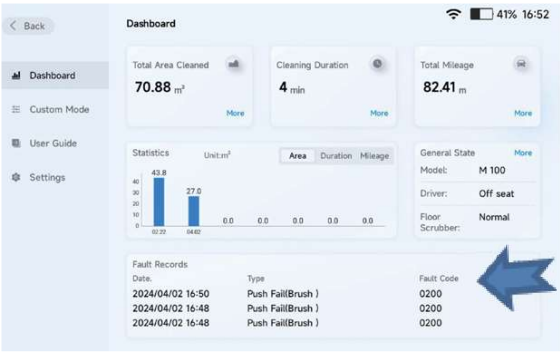 Back
Dashboard
41% 16:52
Dashboard
Custom Mode
User Guide
Settings
Total Area Cleaned
70.88 m²
More
Cleaning Duration
4 min
More
Total Mileage
82.41 m
More
Statistics
Unit:m²
Area Duration Mileage
40
30
20
10
0
43.8
27.0
0.0 0.0 0.0 0.0 0.0
02.22 04.02
General State More
Model: M 100
Driver: Off seat
Floor Scrubber: Normal
Fault Records
Date. Type Fault Code
2024/04/02 16:50 Push Fail(Brush ) 0200
2024/04/02 16:48 Push Fail(Brush ) 0200
2024/04/02 16:48 Push Fail(Brush ) 0200